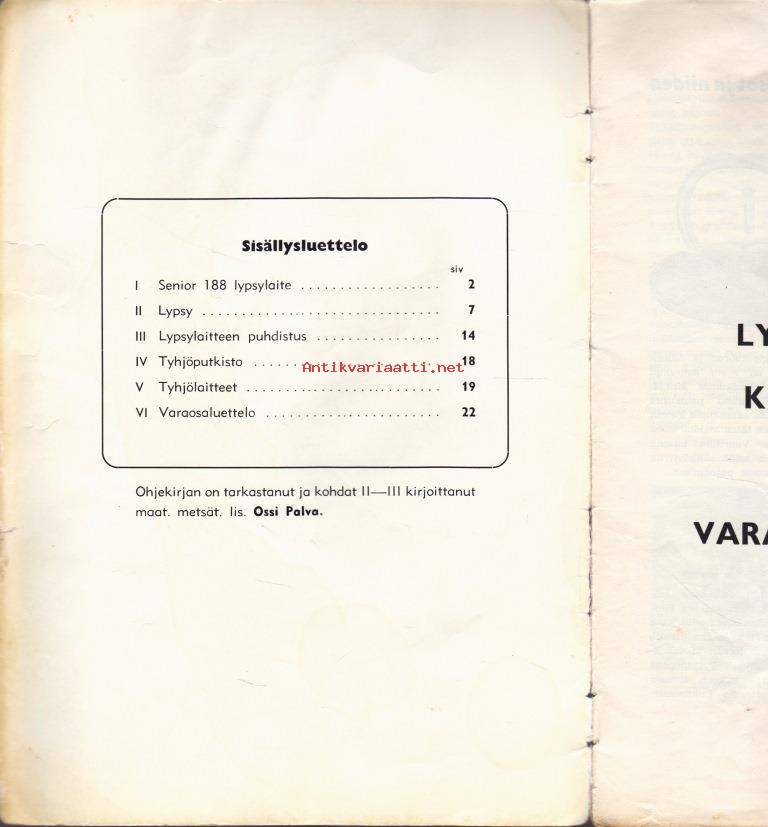 Sisällysluettelo
siv
I Senior 188 lypsylaite .................. 2
II Lypsy ............................... 7
III Lypsylaitteen puhdistus ................ 14
IV Tyhjöputkisto ........................ 18
Antikvariaatti.net
V Tyhjölaitteet ......................... 19
VI Varaosaluettelo ....................... 22
Ohjekirjan on tarkastanut ja kohdat II—III kirjoittanut
maat. metsät. lis. Ossi Palva.
LY
K
VARA